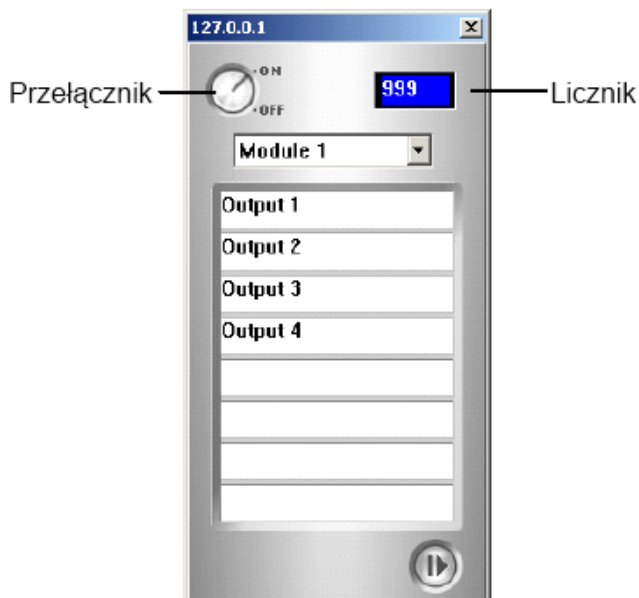 127.0.0.1
ON
Przełącznik
999
Licznik
OFF
Module 1
Output 1
Output 2
Output 3
Output 4